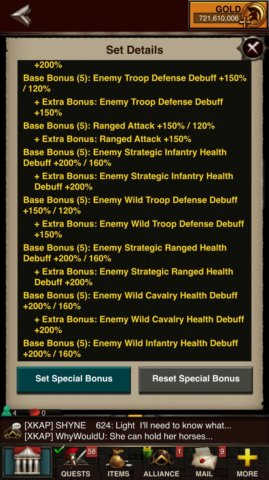 GOLD
721,610,006
Set Details
+200%
Base Bonus (5): Enemy Troop Defense Debuff +150%
/ 120%
+ Extra Bonus: Enemy Troop Defense Debuff
+150%
Base Bonus (5): Ranged Attack +150% / 120%
+ Extra Bonus: Ranged Attack +150%
Base Bonus (5): Enemy Strategic Infantry Health
Debuff +200% / 160%
+ Extra Bonus: Enemy Strategic Infantry Health
Debuff +200%
Base Bonus (5): Enemy Wild Troop Defense Debuff
+150% / 120%
+ Extra Bonus: Enemy Wild Troop Defense Debuff
+150%
Base Bonus (5): Enemy Strategic Ranged Health
Debuff +200% / 160%
+ Extra Bonus: Enemy Strategic Ranged Health
Debuff +200%
Base Bonus (5): Enemy Wild Cavalry Health Debuff
+200% / 160%
+ Extra Bonus: Enemy Wild Cavalry Health Debuff
+200%
Base Bonus (5): Enemy Wild Infantry Health Debuff
+200% / 160%
Set Special Bonus
Reset Special Bonus
4
0
[XKAP] SHYNE 624: Light I'll need to know what...
[XKAP] WhyWouldU: She can hold her horses...
58
1
9
QUESTS
ITEMS
ALLIANCE
MAIL
MORE